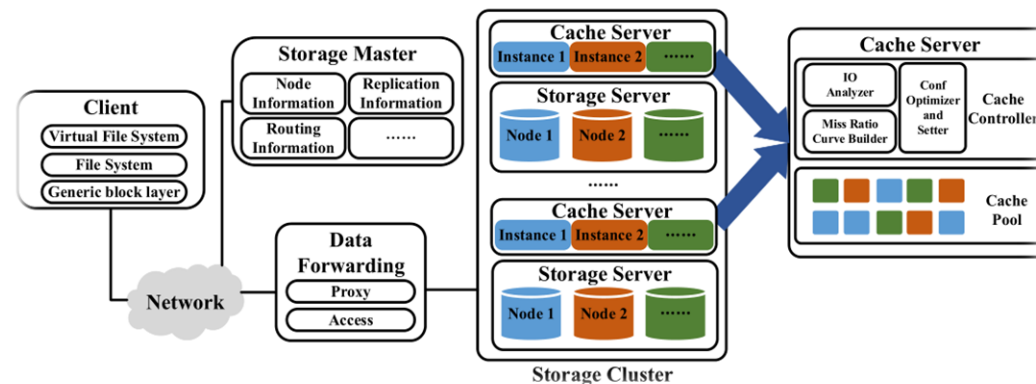 Client
Virtual File System
File System
Generic block layer
Network
Storage Master
Node
Information
Replication
Information
Routing
Information
......
Data
Forwarding
Proxy
Access
Cache Server
Instance 1
Instance 2
......
Storage Server
Node 1
Node 2
......
......
Cache Server
Instance 1
Instance 2
......
Storage Server
Node 1
Node 2
......
Storage Cluster
Cache Server
IO
Analyzer
Miss Ratio
Curve Builder
Conf
Optimizer
and
Setter
Cache
Controller
Cache
Pool